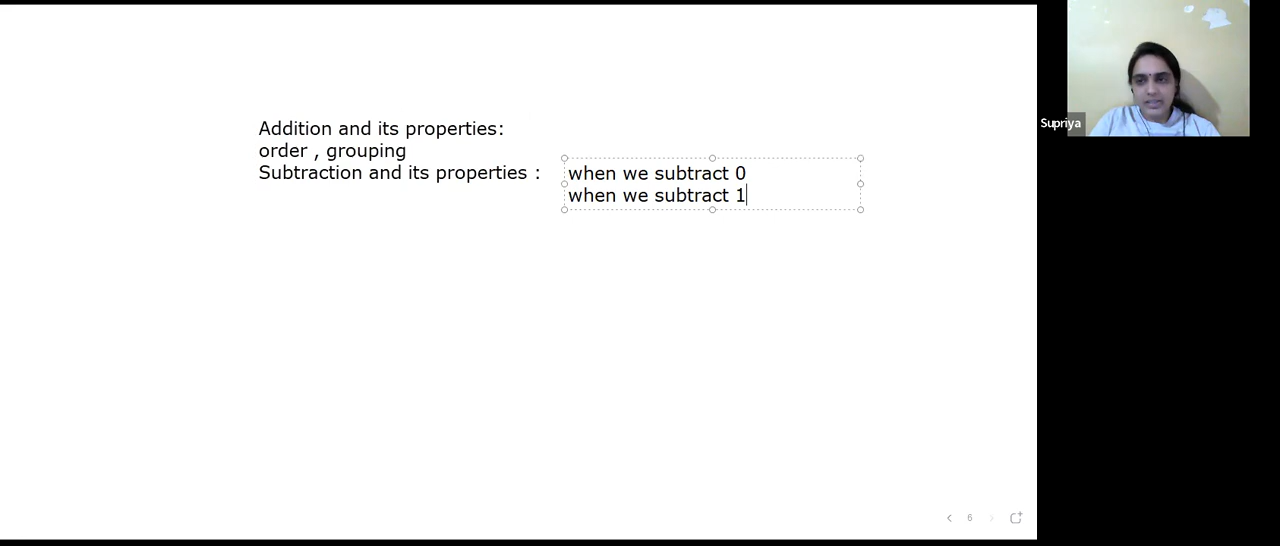 Addition and its properties:
order , grouping
Subtraction and its properties :
when we subtract 0
when we subtract 1
Supriya
6